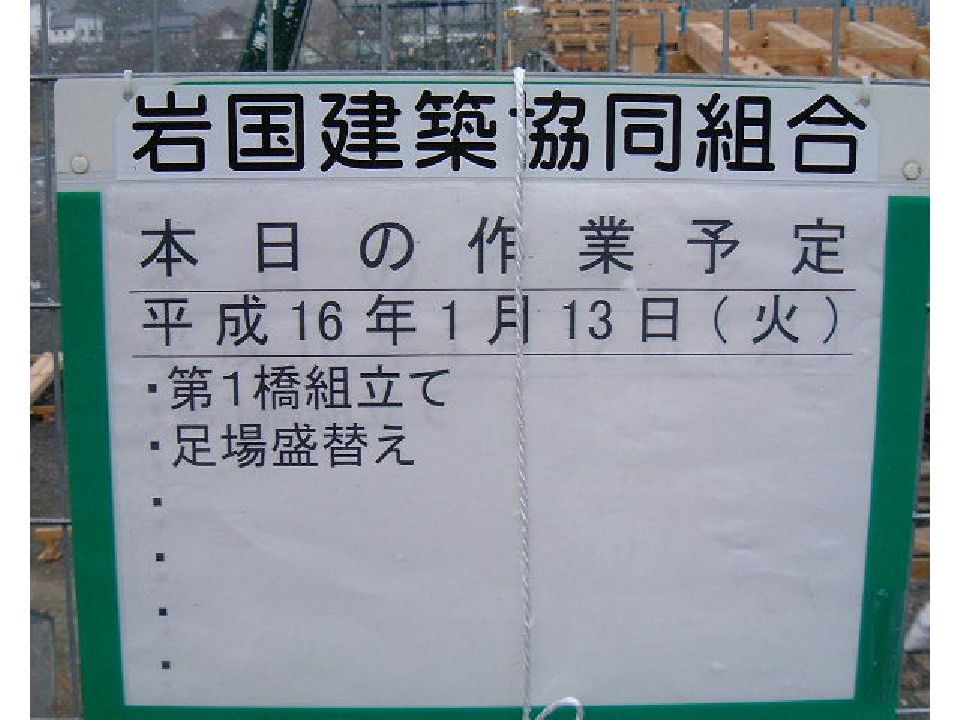 岩国建築協同組合
本日の作業予定
平成16年1月13日(火)
・第1橋組立て
・足場盛替え
・
・
・
・